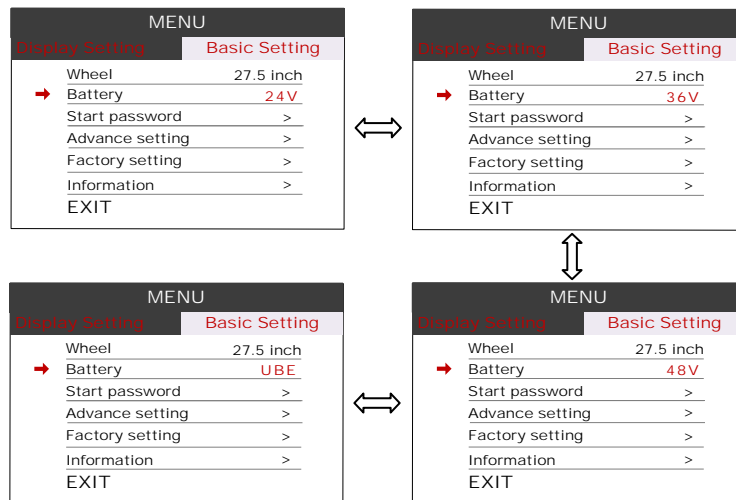 MENU
Display Setting Basic Setting
Wheel 27.5 inch
Battery 24V
Start password >
Advance setting >
Factory setting >
Information >
EXIT
MENU
Display Setting Basic Setting
Wheel 27.5 inch
Battery 36V
Start password >
Advance setting >
Factory setting >
Information >
EXIT
MENU
Display Setting Basic Setting
Wheel 27.5 inch
Battery UBE
Start password >
Advance setting >
Factory setting >
Information >
EXIT
MENU
Display Setting Basic Setting
Wheel 27.5 inch
Battery 48V
Start password >
Advance setting >
Factory setting >
Information >
EXIT